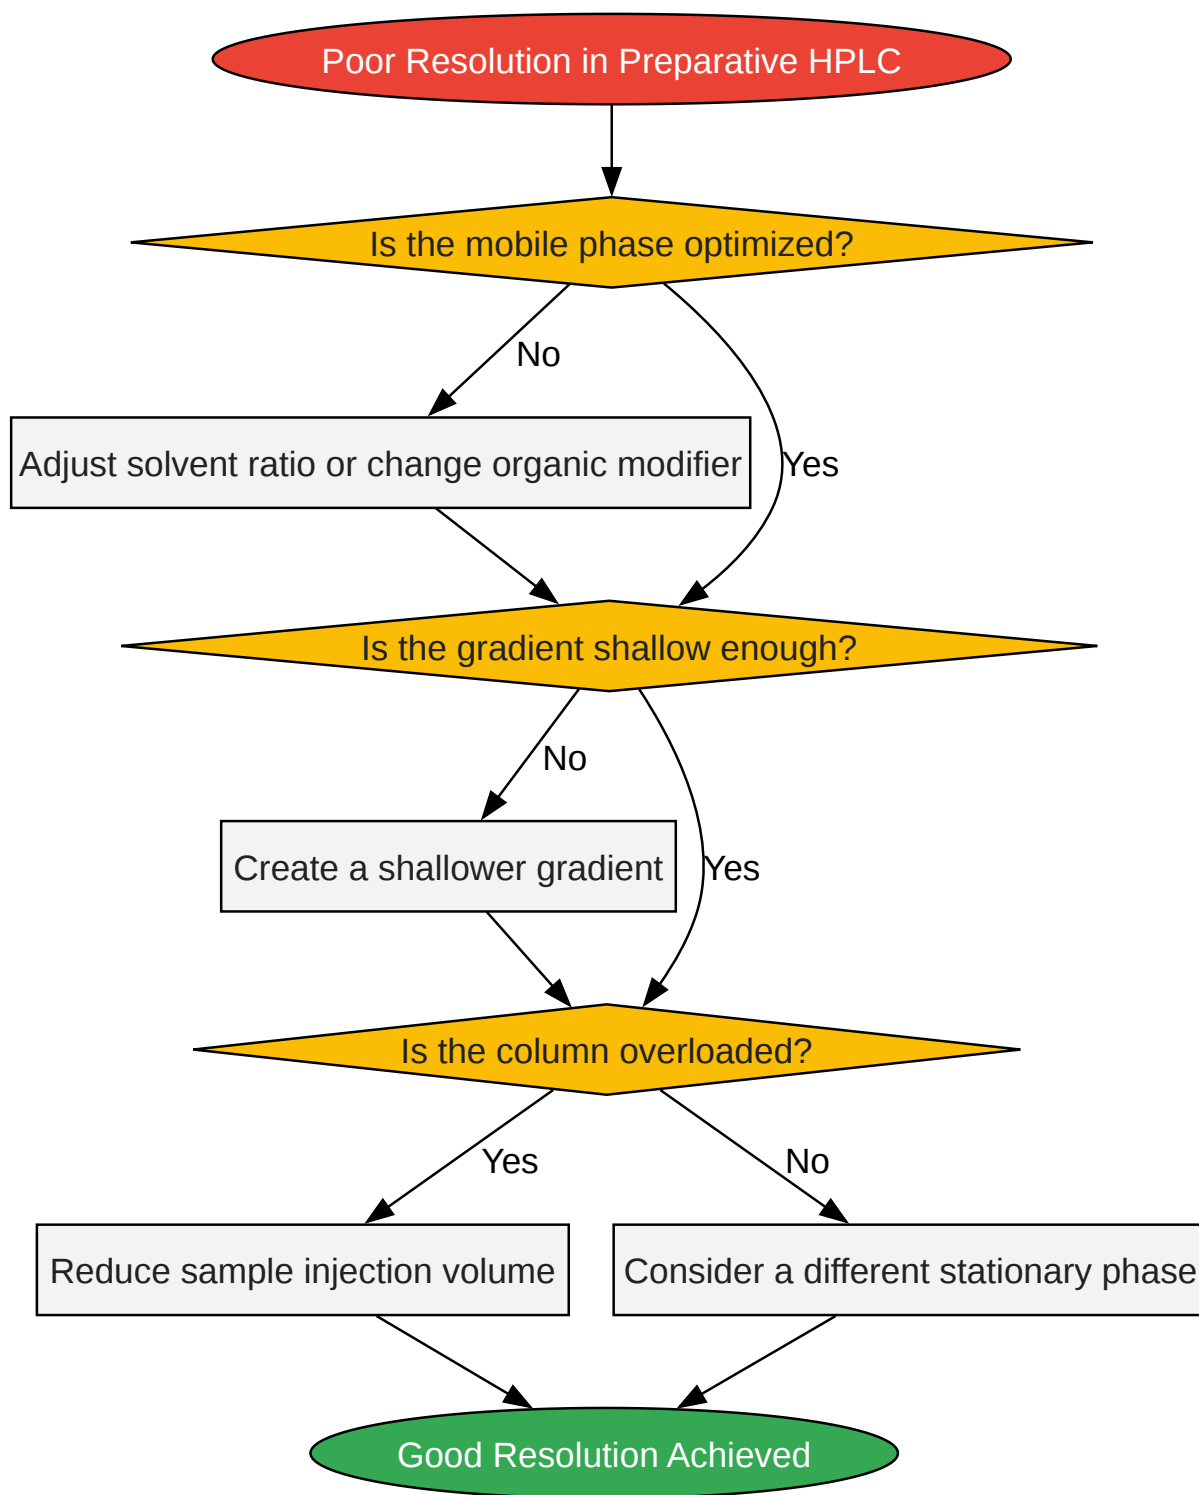 Poor Resolution in Preparative HPLC
Is the mobile phase optimized?
No
Adjust solvent ratio or change organic modifier
Yes
Is the gradient shallow enough?
No
Create a shallower gradient
Yes
Is the column overloaded?
Yes
No
Reduce sample injection volume
Consider a different stationary phase
Good Resolution Achieved